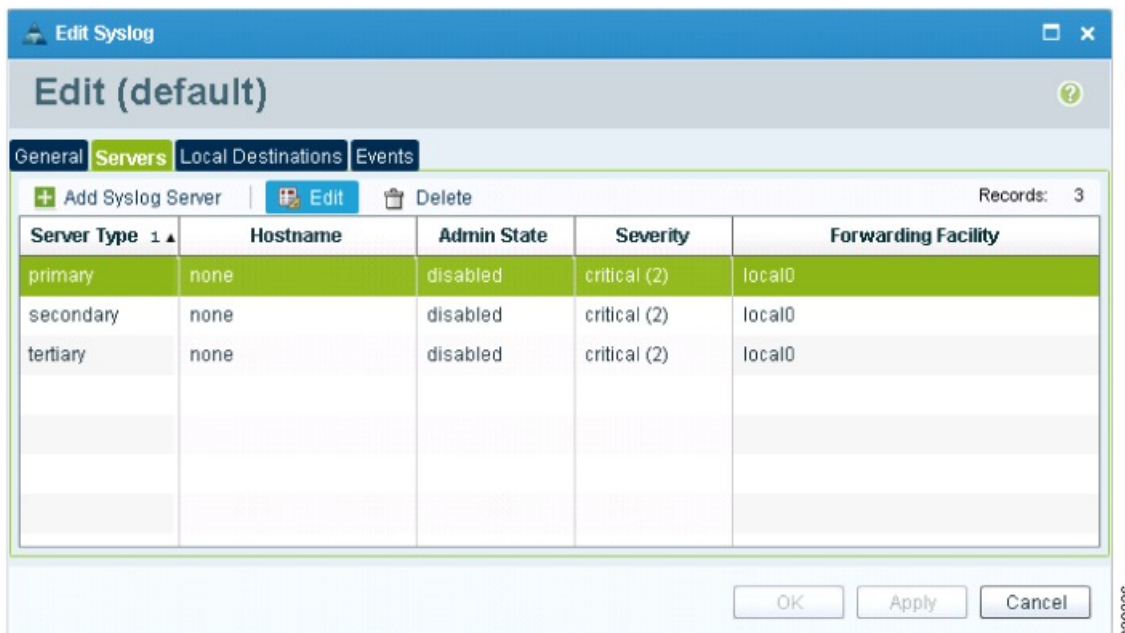 Edit Syslog
Edit (default)
General Servers Local Destinations Events
Add Syslog Server Edit Delete Records: 3
Server Type 1 Hostname Admin State Severity Forwarding Facility
primary none disabled critical (2) local0
secondary none disabled critical (2) local0
tertiary none disabled critical (2) local0
OK Apply Cancel